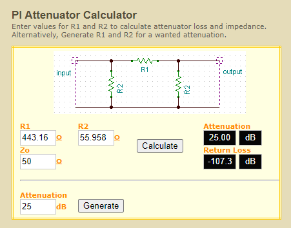 PI Attenuator Calculator
Enter values for R1 and R2 to calculate attenuator loss and impedance.
Alternatively, Generate R1 and R2 for a wanted attenuation.
input R1 output
R2 R2
R1 R2 Attenuation
443.16 Ω 55.958 Ω Calculate 25.00 dB
Zo Return Loss
50 Ω -107.3 dB
Attenuation
25 dB Generate